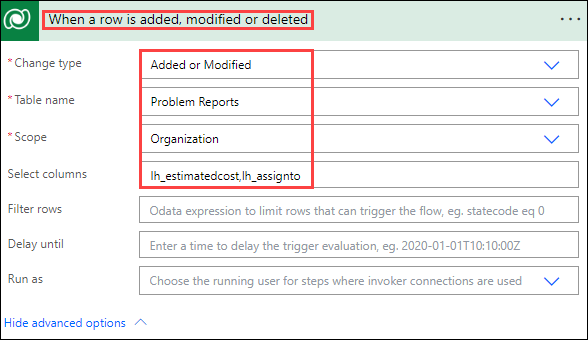 When a row is added, modified or deleted
* Change type Added or Modified
* Table name Problem Reports
* Scope Organization
Select columns lh_estimatedcost,lh_assignto
Filter rows Odata expression to limit rows that can trigger the flow, eg. statecode eq 0
Delay until Enter a time to delay the trigger evaluation, eg. 2020-01-01T10:10:00Z
Run as Choose the running user for steps where invoker connections are used
Hide advanced options